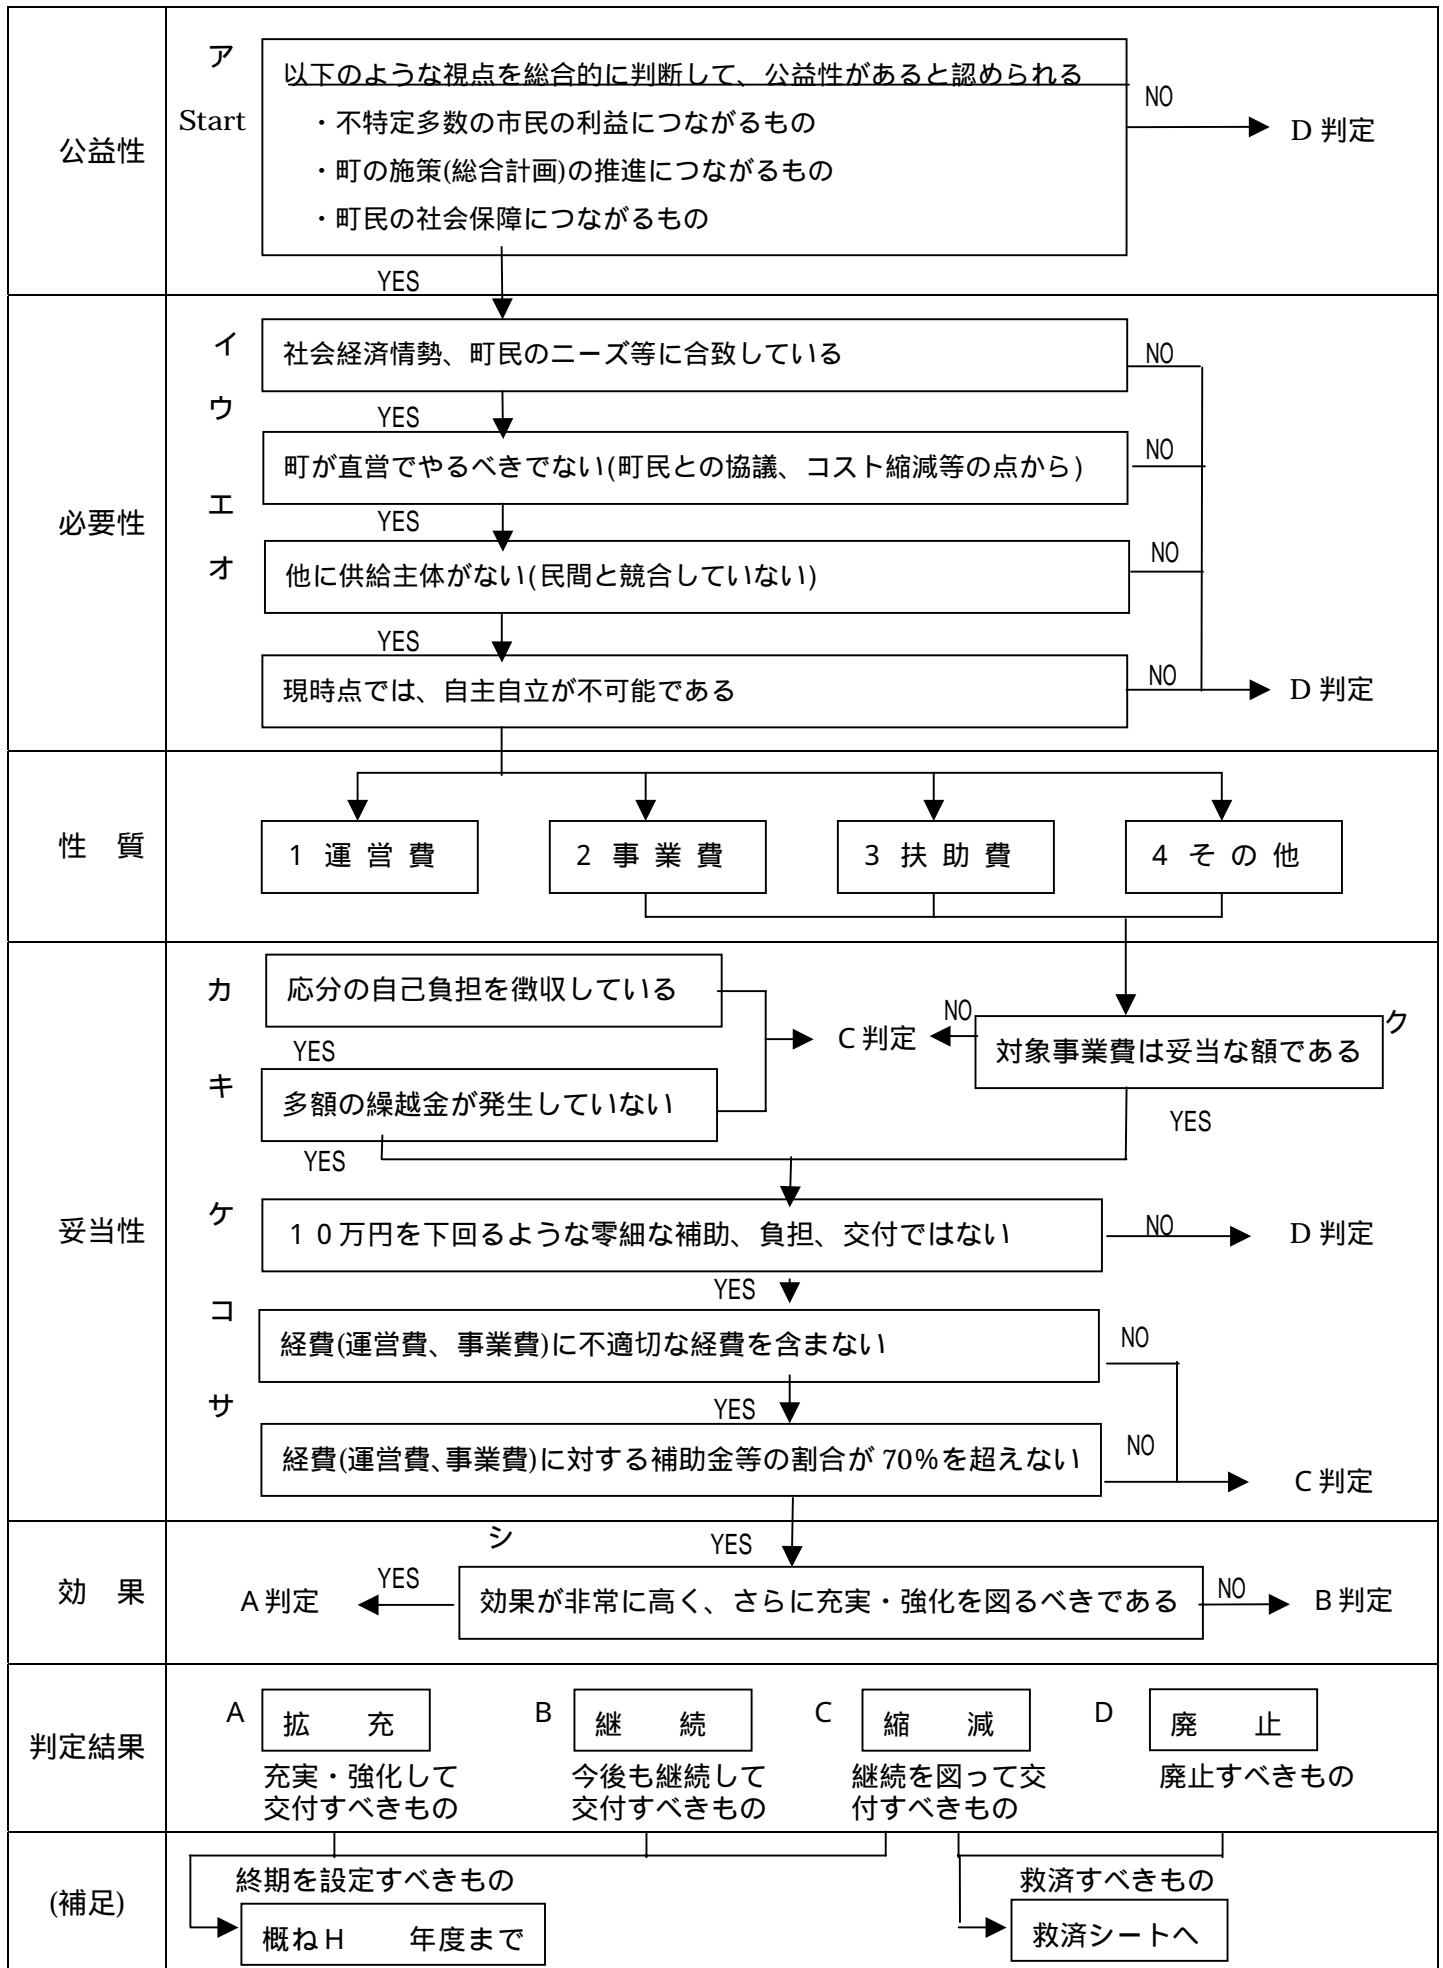 公益性
ア
Start
以下のような視点を総合的に判断して、公益性があると認められる
・不特定多数の市民の利益につながるもの
・町の施策(総合計画)の推進につながるもの
・町民の社会保障につながるもの
NO
D 判定
YES
必要性
イ
社会経済情勢、町民のニーズ等に合致している
NO
ウ
YES
町が直営でやるべきでない(町民との協議、コスト縮減等の点から)
NO
エ
YES
オ
他に供給主体がない(民間と競合していない)
NO
YES
現時点では、自主自立が不可能である
NO
D 判定
性 質
1 運 営 費
2 事 業 費
3 扶 助 費
4 そ の 他
妥当性
カ
応分の自己負担を徴収している
YES
キ
多額の繰越金が発生していない
YES
C 判定
NO
ク
対象事業費は妥当な額である
YES
ケ
10万円を下回るような零細な補助、負担、交付ではない
NO
D 判定
YES
コ
経費(運営費、事業費)に不適切な経費を含まない
NO
サ
YES
経費(運営費、事業費)に対する補助金等の割合が 70%を超えない
NO
C 判定
効 果
シ
YES
A 判定
YES
効果が非常に高く、さらに充実・強化を図るべきである
NO
B 判定
判定結果
A
拡 充
充実・強化して
交付すべきもの
B
継 続
今後も継続して
交付すべきもの
C
縮 減
継続を図って交
付すべきもの
D
廃 止
廃止すべきもの
(補足)
終期を設定すべきもの
概ねH 年度まで
救済すべきもの
救済シートへ